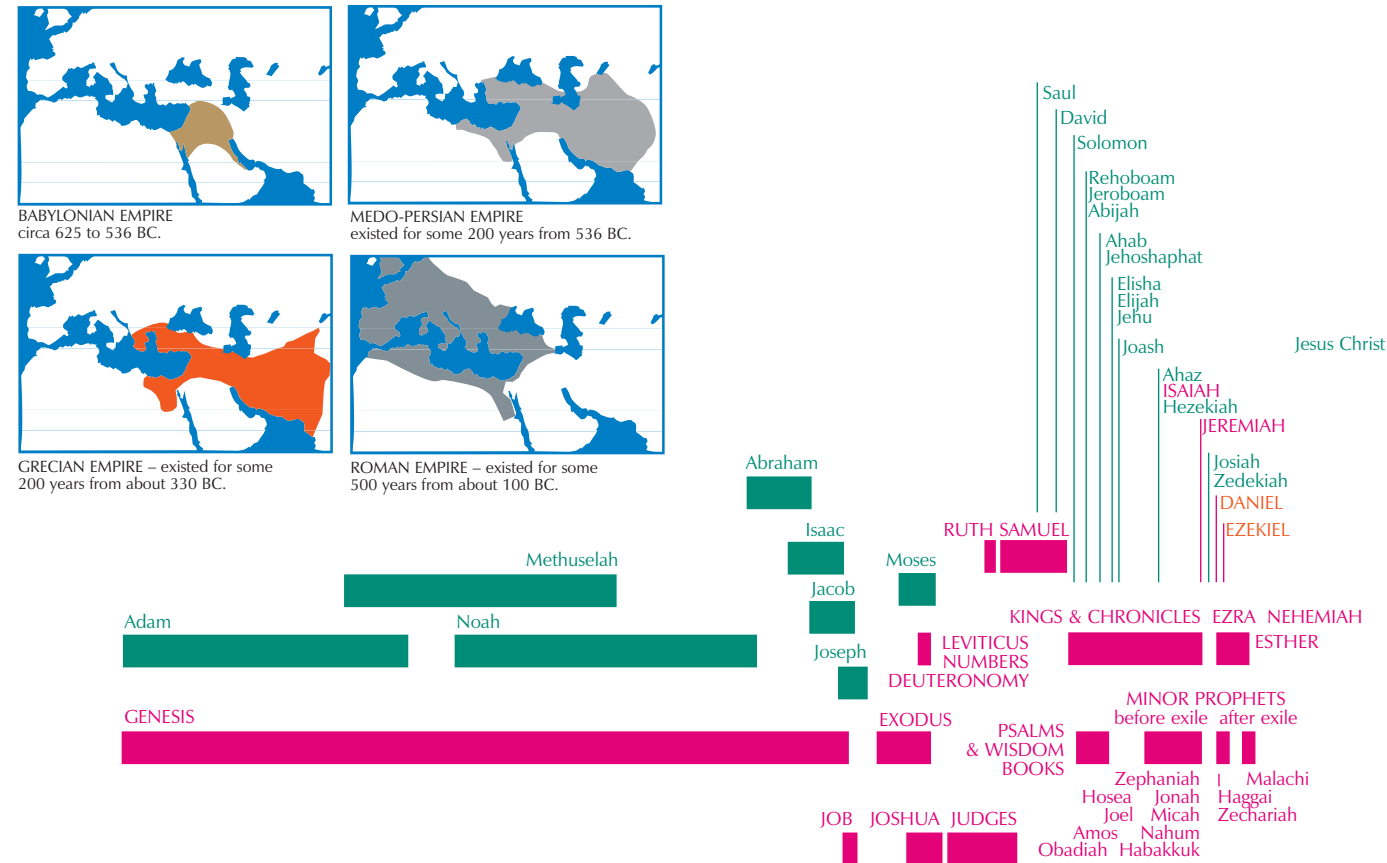 BABYLONIAN EMPIRE
circa 625 to 536 BC.
MEDO-PERSIAN EMPIRE
existed for some 200 years from 536 BC.
GRECIAN EMPIRE – existed for some
200 years from about 330 BC.
ROMAN EMPIRE – existed for some
500 years from about 100 BC.
Saul
David
Solomon
Rehoboam
Jeroboam
Abijah
Ahab
Jehoshaphat
Elisha
Elijah
Jehu
Joash
Jesus Christ
Ahaz
ISAIAH
Hezekiah
JEREMIAH
Josiah
Zedekiah
DANIEL
EZEKIEL
Abraham
Isaac
RUTH SAMUEL
Methuselah
Moses
Jacob
Adam
Noah
Joseph
KINGS & CHRONICLES EZRA NEHEMIAH
ESTHER
LEVITICUS
NUMBERS
DEUTERONOMY
GENESIS
EXODUS
PSALMS
& WISDOM
BOOKS
MINOR PROPHETS
before exile after exile
Zephaniah
Hosea Jonah
Joel Micah
Amos Nahum
Obadiah Habakkuk
Malachi
Haggai
Zechariah
JOB JOSHUA JUDGES